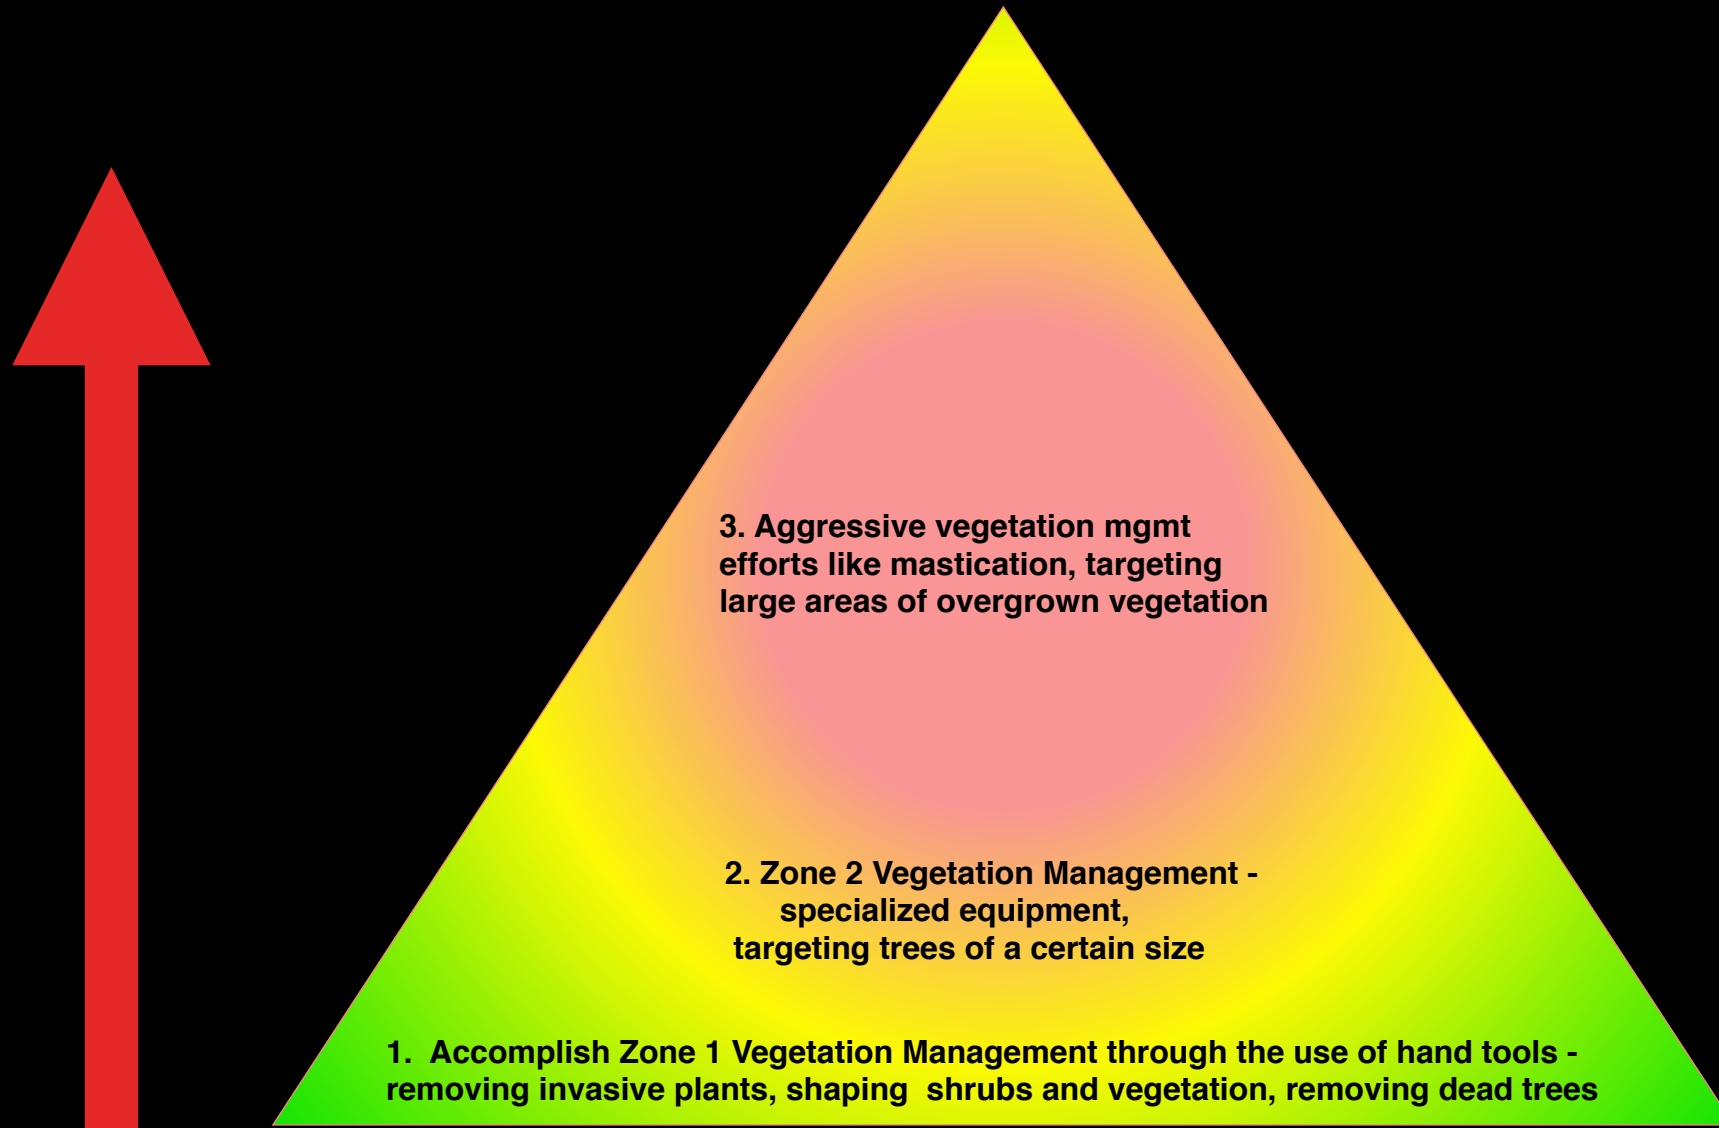 3. Aggressive vegetation mgmt
efforts like mastication, targeting
large areas of overgrown vegetation
2. Zone 2 Vegetation Management -
specialized equipment,
targeting trees of a certain size
1.  Accomplish Zone 1 Vegetation Management through the use of hand tools -
removing invasive plants, shaping  shrubs and vegetation, removing dead trees